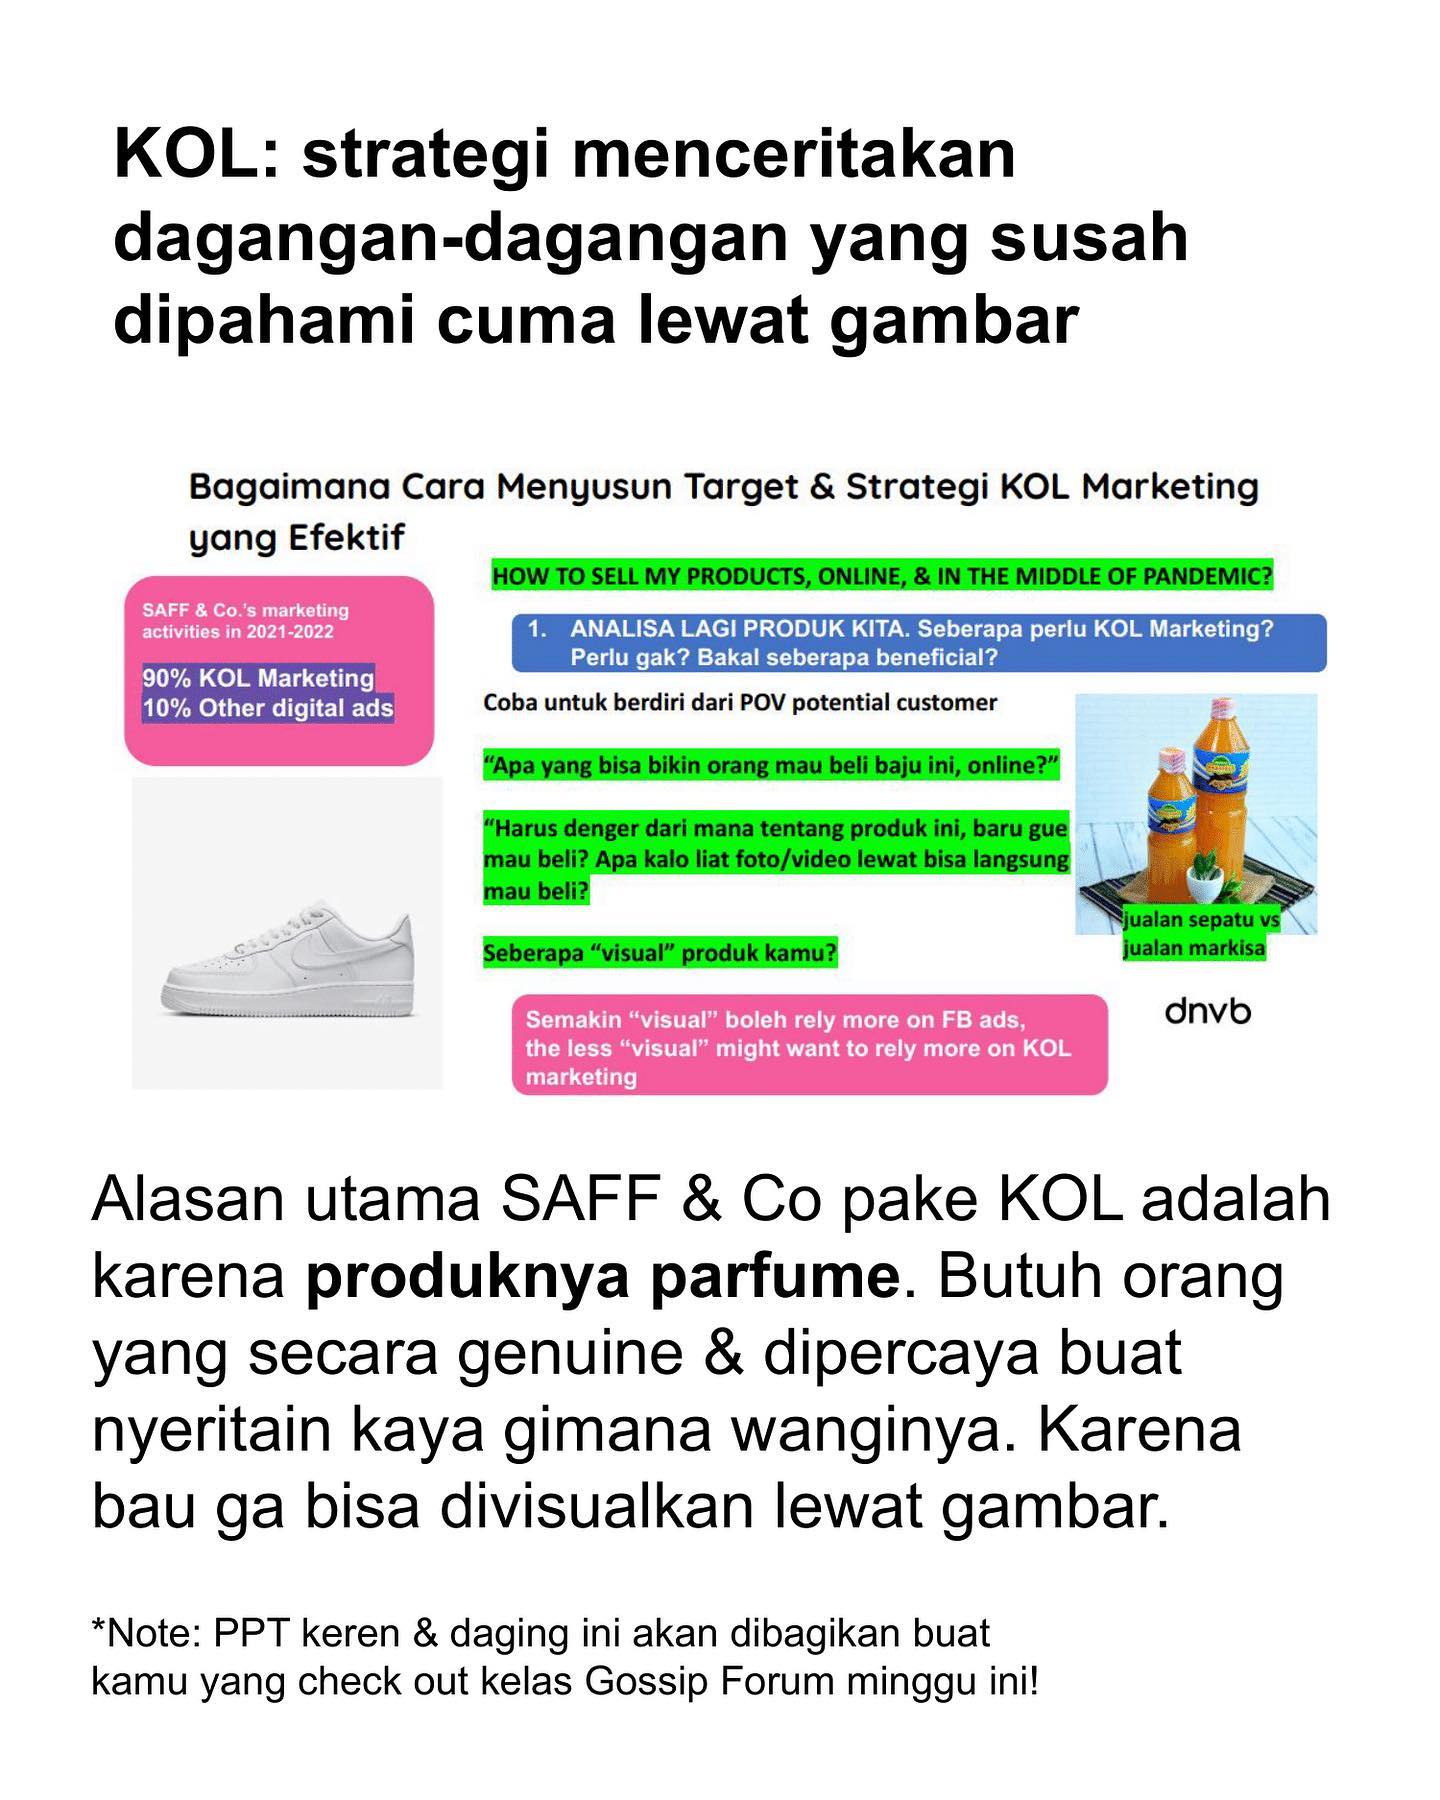 KOL: strategi menceritakan
dagangan-dagangan yang susah
dipahami cuma lewat gambar
Bagaimana Cara Menyusun Target & Strategi KOL Marketing
yang Efektif
SAFF & Co.'s marketing
activities in 2021-2022
90% KOL Marketing
10% Other digital ads
HOW TO SELL MY PRODUCTS, ONLINE, & IN THE MIDDLE OF PANDEMIC?
1. ANALISA LAGI PRODUK KITA. Seberapa perlu KOL Marketing?
Perlu gak? Bakal seberapa beneficial?
Coba untuk berdiri dari POV potential customer
“Apa yang bisa bikin orang mau beli baju ini, online?”
“Harus denger dari mana tentang produk ini, baru gue
mau beli? Apa kalo liat foto/video lewat bisa langsung
mau beli?
Seberapa “visual” produk kamu?
jualan sepatu vs
jualan markisa
Semakin “visual” boleh rely more on FB ads,
the less “visual” might want to rely more on KOL
marketing
dnvb
Alasan utama SAFF & Co pake KOL adalah
karena produknya parfume. Butuh orang
yang secara genuine & dipercaya buat
nyeritain kaya gimana wanginya. Karena
bau ga bisa divisualkan lewat gambar.
*Note: PPT keren & daging ini akan dibagikan buat
kamu yang check out kelas Gossip Forum minggu ini!